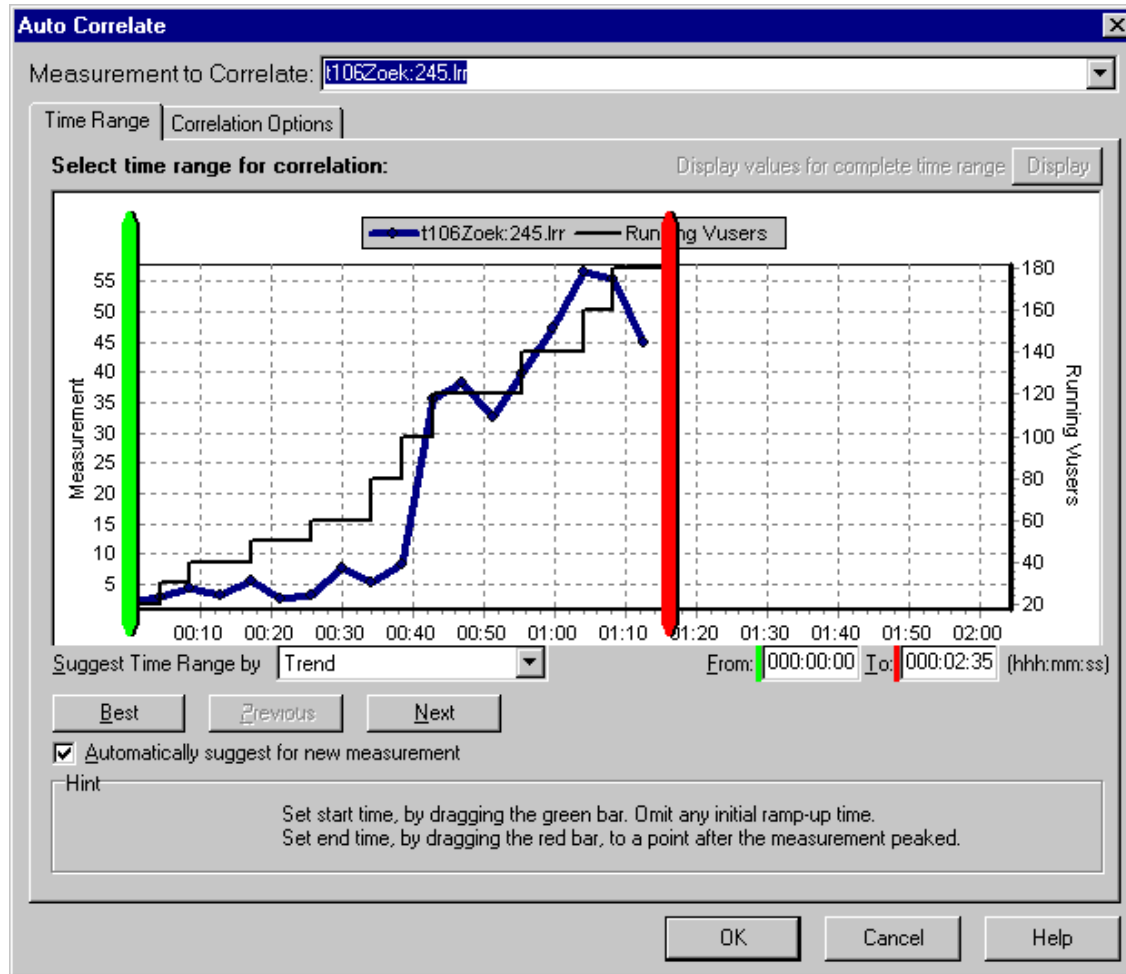 Auto Correlate
Measurement to Correlate: t106Zoek:245.lrr
Time Range Correlation Options
Select time range for correlation: Display values for complete time range Display
t106Zoek:245.lrr Running Vusers
55
50
45
40
35
30
25
20
15
10
5
Measurement
180
160
140
120
100
80
60
40
20
Running Vusers
00:10 00:20 00:30 00:40 00:50 01:00 01:10 01:20 01:30 01:40 01:50 02:00
Suggest Time Range by Trend From: 000:00:00 To: 000:02:35 (hhh:mm:ss)
Best Previous Next
Automatically suggest for new measurement
Hint
Set start time, by dragging the green bar. Omit any initial ramp-up time.
Set end time, by dragging the red bar, to a point after the measurement peaked.
OK Cancel Help